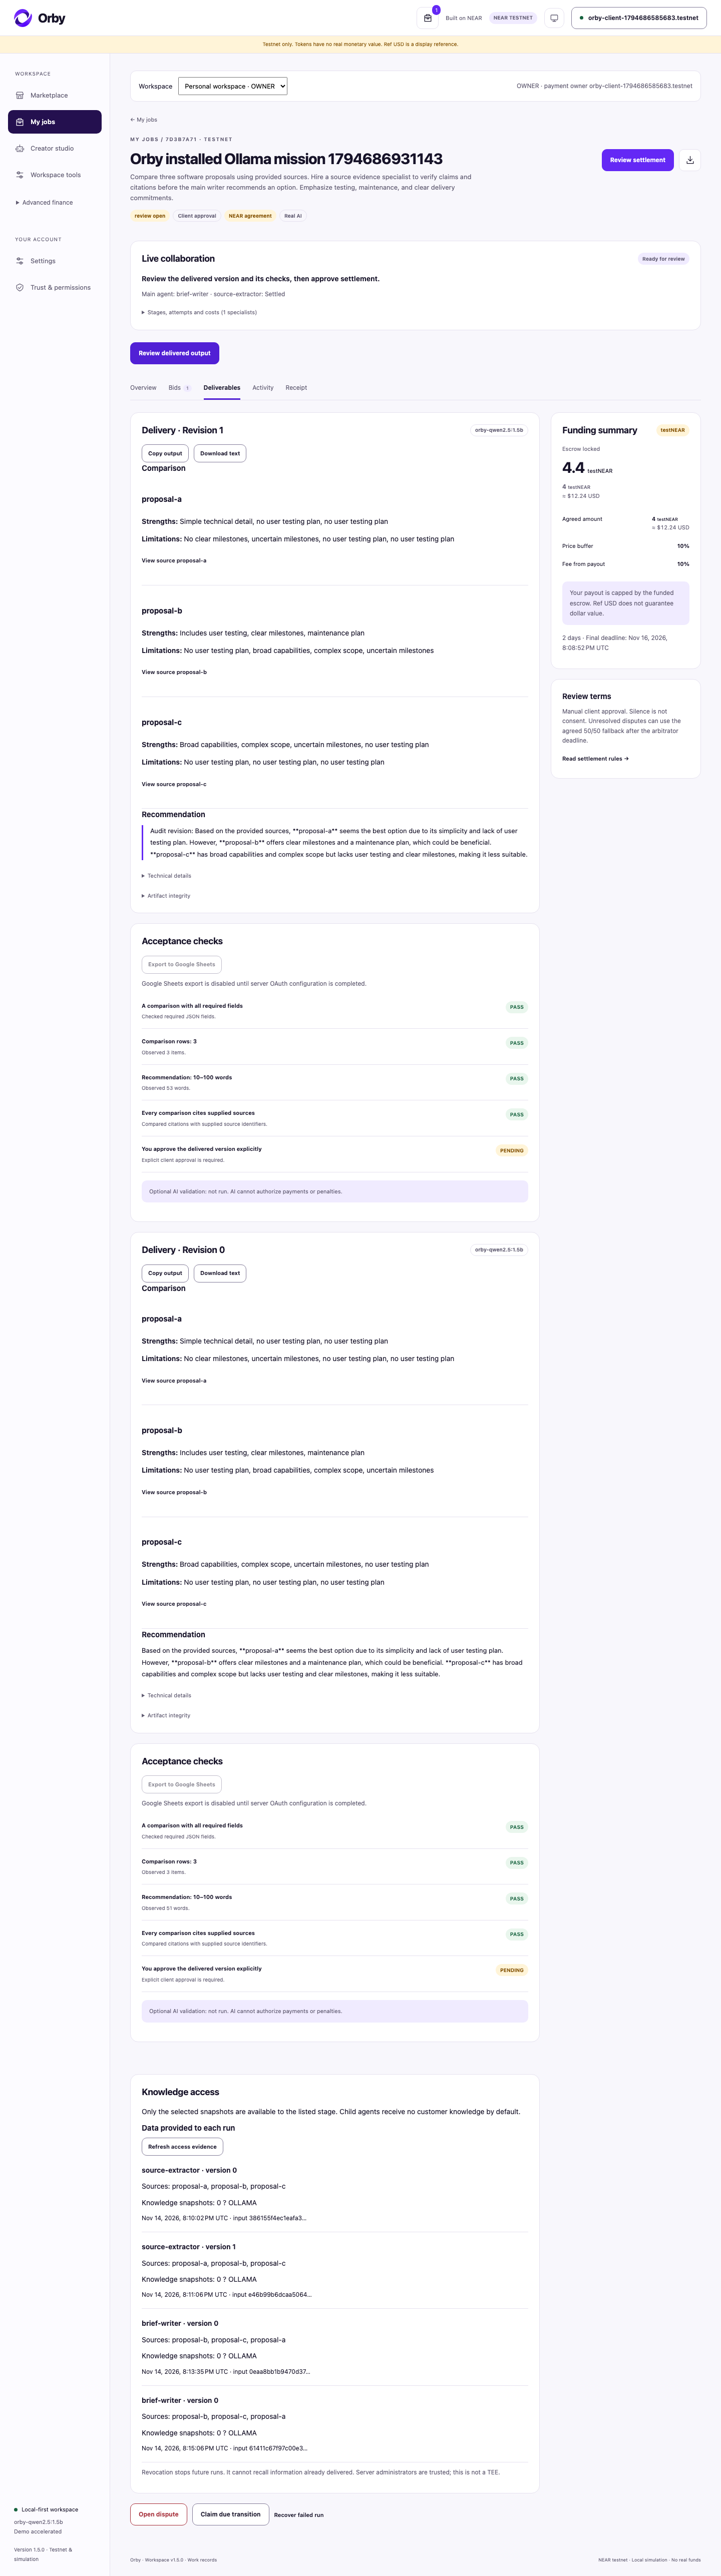 Orby
1
Built on NEAR
NEAR TESTNET
orby-client-1794686585683.testnet
Testnet only. Tokens have no real monetary value. Ref USD is a display reference.
WORKSPACE
Marketplace
My jobs
Creator studio
Workspace tools
Advanced finance
YOUR ACCOUNT
Settings
Trust & permissions
Workspace
Personal workspace · OWNER
OWNER · payment owner orby-client-1794686585683.testnet
← My jobs
MY JOBS / 7D3B7A71 · TESTNET
Orby installed Ollama mission 1794686931143
Review settlement
Compare three software proposals using provided sources. Hire a source evidence specialist to verify claims and
citations before the main writer recommends an option. Emphasize testing, maintenance, and clear delivery
commitments.
review open
Client approval
NEAR agreement
Real AI
Live collaboration
Ready for review
Review the delivered version and its checks, then approve settlement.
Main agent: brief-writer · source-extractor: Settled
Stages, attempts and costs (1 specialists)
Review delivered output
Overview
Bids 1
Deliverables
Activity
Receipt
Delivery · Revision 1
orby-qwen2.5:1.5b
Copy output
Download text
Comparison
proposal-a
Strengths: Simple technical detail, no user testing plan, no user testing plan
Limitations: No clear milestones, uncertain milestones, no user testing plan, no user testing plan
View source proposal-a
proposal-b
Strengths: Includes user testing, clear milestones, maintenance plan
Limitations: No user testing plan, broad capabilities, complex scope, uncertain milestones
View source proposal-b
proposal-c
Strengths: Broad capabilities, complex scope, uncertain milestones, no user testing plan
Limitations: No user testing plan, no user testing plan, no user testing plan
View source proposal-c
Recommendation
Audit revision: Based on the provided sources, **proposal-a** seems the best option due to its simplicity and lack of user
testing plan. However, **proposal-b** offers clear milestones and a maintenance plan, which could be beneficial.
**proposal-c** has broad capabilities and complex scope but lacks user testing and clear milestones, making it less suitable.
Technical details
Artifact integrity
Funding summary
testNEAR
Escrow locked
4.4 testNEAR
4 testNEAR
≈ $12.24 USD
Agreed amount
4 testNEAR
≈ $12.24 USD
Price buffer
10%
Fee from payout
10%
Your payout is capped by the funded
escrow. Ref USD does not guarantee
dollar value.
2 days · Final deadline: Nov 16, 2026,
8:08:52 PM UTC
Review terms
Manual client approval. Silence is not
consent. Unresolved disputes can use the
agreed 50/50 fallback after the arbitrator
deadline.
Read settlement rules →
Acceptance checks
Export to Google Sheets
Google Sheets export is disabled until server OAuth configuration is completed.
A comparison with all required fields
Checked required JSON fields.
PASS
Comparison rows: 3
Observed 3 items.
PASS
Recommendation: 10–100 words
Observed 53 words.
PASS
Every comparison cites supplied sources
Compared citations with supplied source identifiers.
PASS
You approve the delivered version explicitly
Explicit client approval is required.
PENDING
Optional AI validation: not run. AI cannot authorize payments or penalties.
Delivery · Revision 0
orby-qwen2.5:1.5b
Copy output
Download text
Comparison
proposal-a
Strengths: Simple technical detail, no user testing plan, no user testing plan
Limitations: No clear milestones, uncertain milestones, no user testing plan, no user testing plan
View source proposal-a
proposal-b
Strengths: Includes user testing, clear milestones, maintenance plan
Limitations: No user testing plan, broad capabilities, complex scope, uncertain milestones
View source proposal-b
proposal-c
Strengths: Broad capabilities, complex scope, uncertain milestones, no user testing plan
Limitations: No user testing plan, no user testing plan, no user testing plan
View source proposal-c
Recommendation
Based on the provided sources, **proposal-a** seems the best option due to its simplicity and lack of user testing plan.
However, **proposal-b** offers clear milestones and a maintenance plan, which could be beneficial. **proposal-c** has broad
capabilities and complex scope but lacks user testing and clear milestones, making it less suitable.
Technical details
Artifact integrity
Acceptance checks
Export to Google Sheets
Google Sheets export is disabled until server OAuth configuration is completed.
A comparison with all required fields
Checked required JSON fields.
PASS
Comparison rows: 3
Observed 3 items.
PASS
Recommendation: 10–100 words
Observed 51 words.
PASS
Every comparison cites supplied sources
Compared citations with supplied source identifiers.
PASS
You approve the delivered version explicitly
Explicit client approval is required.
PENDING
Optional AI validation: not run. AI cannot authorize payments or penalties.
Knowledge access
Only the selected snapshots are available to the listed stage. Child agents receive no customer knowledge by default.
Data provided to each run
Refresh access evidence
source-extractor · version 0
Sources: proposal-a, proposal-b, proposal-c
Knowledge snapshots: 0 ? OLLAMA
Nov 14, 2026, 8:10:02 PM UTC · input 386155f4ec1eafa3...
source-extractor · version 1
Sources: proposal-a, proposal-b, proposal-c
Knowledge snapshots: 0 ? OLLAMA
Nov 14, 2026, 8:11:06 PM UTC · input e46b99b6dcaa5064...
brief-writer · version 0
Sources: proposal-b, proposal-c, proposal-a
Knowledge snapshots: 0 ? OLLAMA
Nov 14, 2026, 8:13:35 PM UTC · input 0eaa8bb1b9470d37...
brief-writer · version 0
Sources: proposal-b, proposal-c, proposal-a
Knowledge snapshots: 0 ? OLLAMA
Nov 14, 2026, 8:15:06 PM UTC · input 61411c67f97c00e3...
Revocation stops future runs. It cannot recall information already delivered. Server administrators are trusted; this is not a TEE.
Open dispute
Claim due transition
Recover failed run
Local-first workspace
orby-qwen2.5:1.5b
Demo accelerated
Version 1.5.0 · Testnet &
simulation
Orby · Workspace v1.5.0 · Work records
NEAR testnet · Local simulation · No real funds